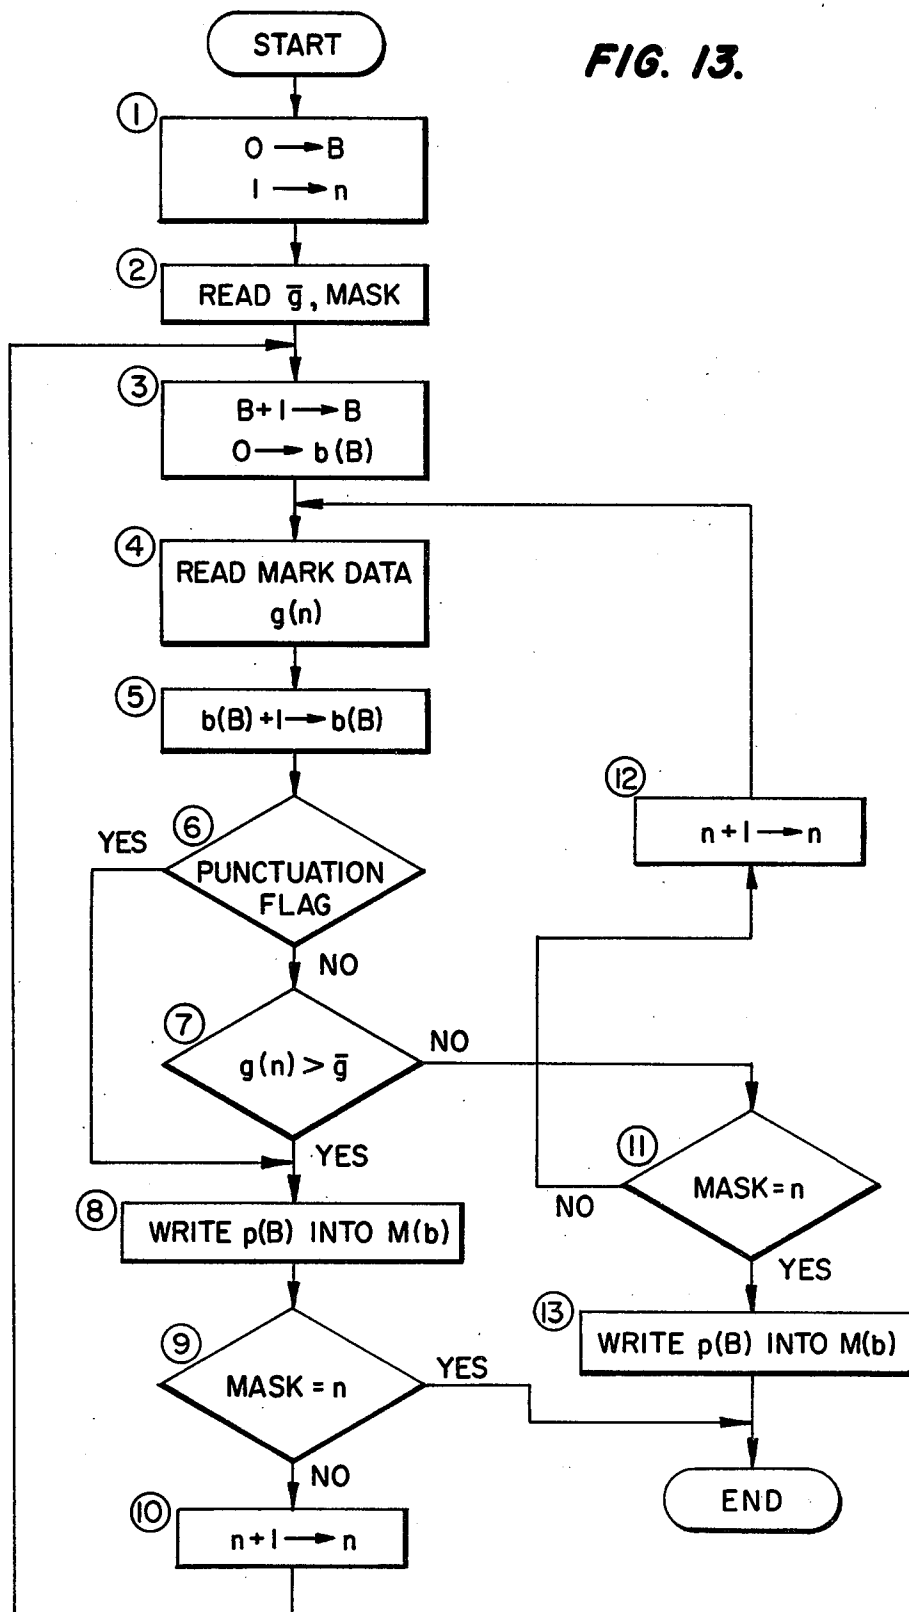 START
FIG. 13.
1
0 → B
1 → n
2
READ g̅, MASK
3
B+1 → B
0 → b(B)
4
READ MARK DATA
g(n)
5
b(B)+1 → b(B)
12
n+1 → n
6
YES
PUNCTUATION
FLAG
NO
7
g(n) > g̅
NO
YES
11
MASK = n
NO
YES
8
WRITE p(B) INTO M(b)
13
WRITE p(B) INTO M(b)
9
MASK = n
YES
NO
10
n+1 → n
END